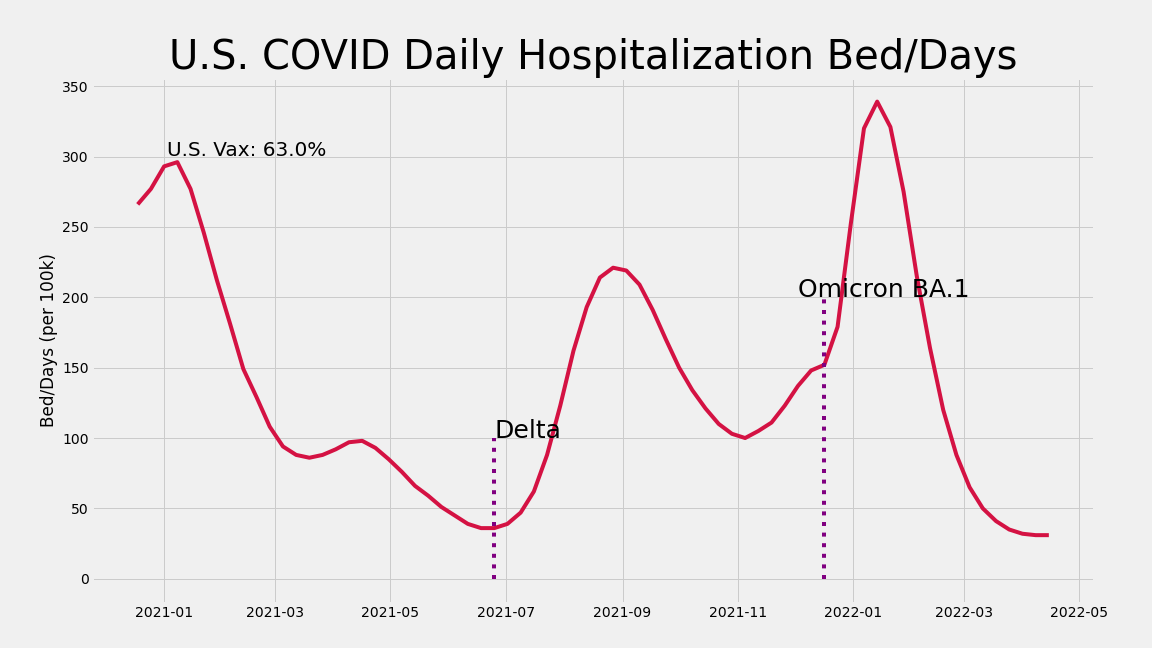 U.S. COVID Daily Hospitalization Bed/Days
Bed/Days (per 100k)
350
300
250
200
150
100
50
0
U.S. Vax: 63.0%
Omicron BA.1
Delta
2021-01 2021-03 2021-05 2021-07 2021-09 2021-11 2022-01 2022-03 2022-05